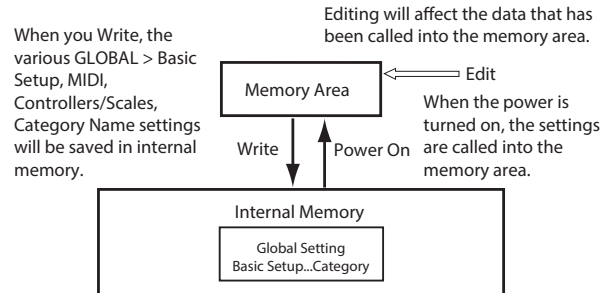 Editing will affect the data that has
been called into the memory area.
When you Write, the
various GLOBAL > Basic
Setup, MIDI,
Controllers/Scales,
Category Name settings
will be saved in internal
memory.
Memory Area
Edit
When the power is
turned on, the settings
are called into the
memory area.
Write
Power On
Internal Memory
Global Setting
Basic Setup...Category